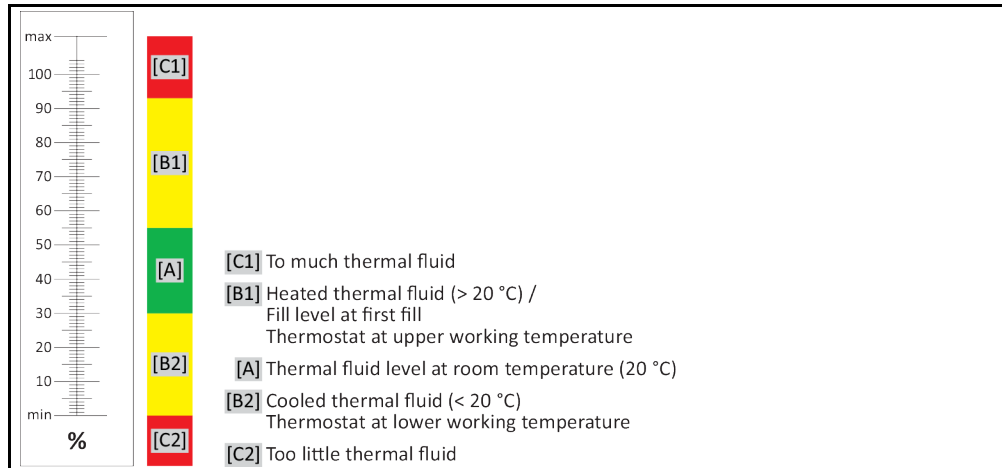 max
100
90
80
70
60
50
40
30
20
10
min
%
[C1]
[B1]
[A]
[B2]
[C2]
[C1] To much thermal fluid
[B1] Heated thermal fluid (> 20 °C) /
Fill level at first fill
Thermostat at upper working temperature
[A] Thermal fluid level at room temperature (20 °C)
[B2] Cooled thermal fluid (< 20 °C)
Thermostat at lower working temperature
[C2] Too little thermal fluid